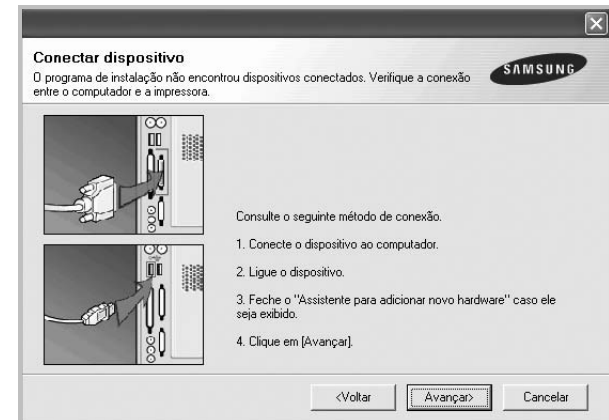 Conectar dispositivo
O programa de instalação não encontrou dispositivos conectados. Verifique a conexão
entre o computador e a impressora.
SAMSUNG
Consulte o seguinte método de conexão.
1. Conecte o dispositivo ao computador.
2. Ligue o dispositivo.
3. Feche o "Assistente para adicionar novo hardware" caso ele
seja exibido.
4. Clique em [Avançar].
<Voltar
Avançar>
Cancelar